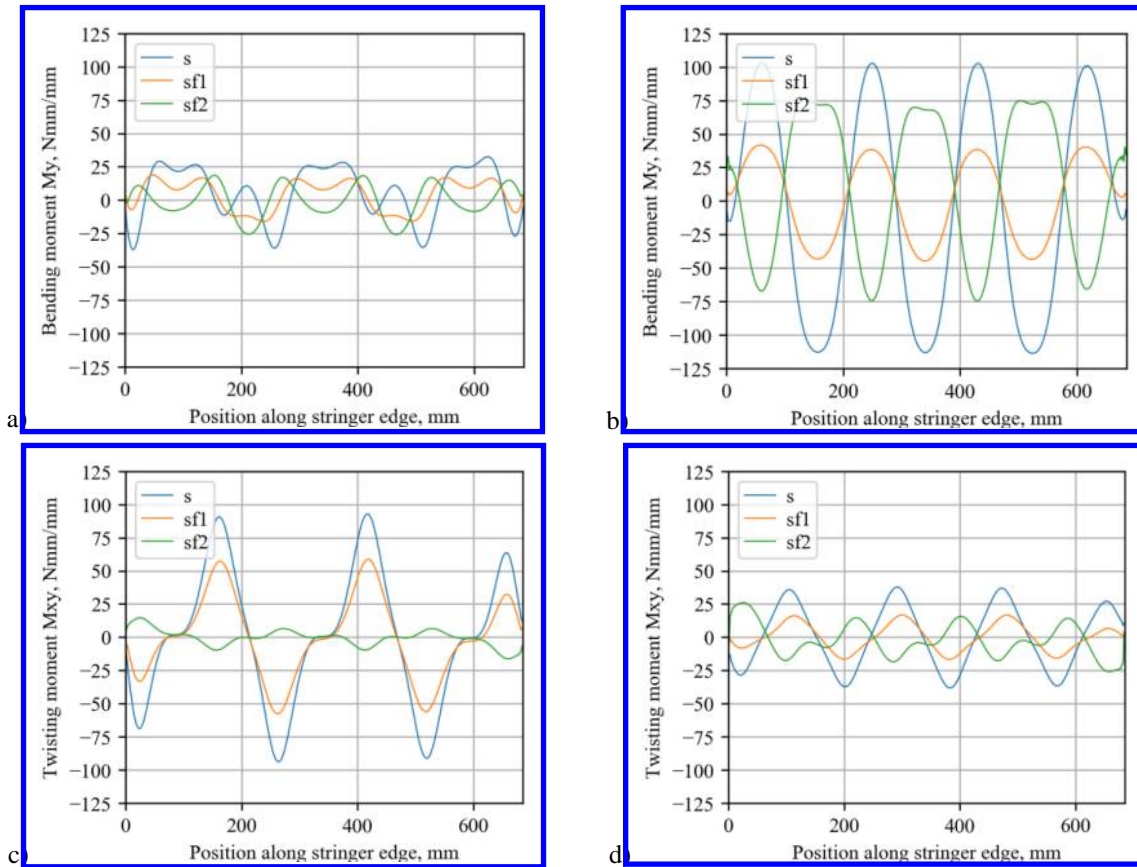 a)
Bending moment My, Nmm/mm
125
100
75
50
25
0
−25
−50
−75
−100
−125
s
sf1
sf2
0 200 400 600
Position along stringer edge, mm
b)
Bending moment My, Nmm/mm
125
100
75
50
25
0
−25
−50
−75
−100
−125
s
sf1
sf2
0 200 400 600
Position along stringer edge, mm
c)
Twisting moment Mxy, Nmm/mm
125
100
75
50
25
0
−25
−50
−75
−100
−125
s
sf1
sf2
0 200 400 600
Position along stringer edge, mm
d)
Twisting moment Mxy, Nmm/mm
125
100
75
50
25
0
−25
−50
−75
−100
−125
s
sf1
sf2
0 200 400 600
Position along stringer edge, mm